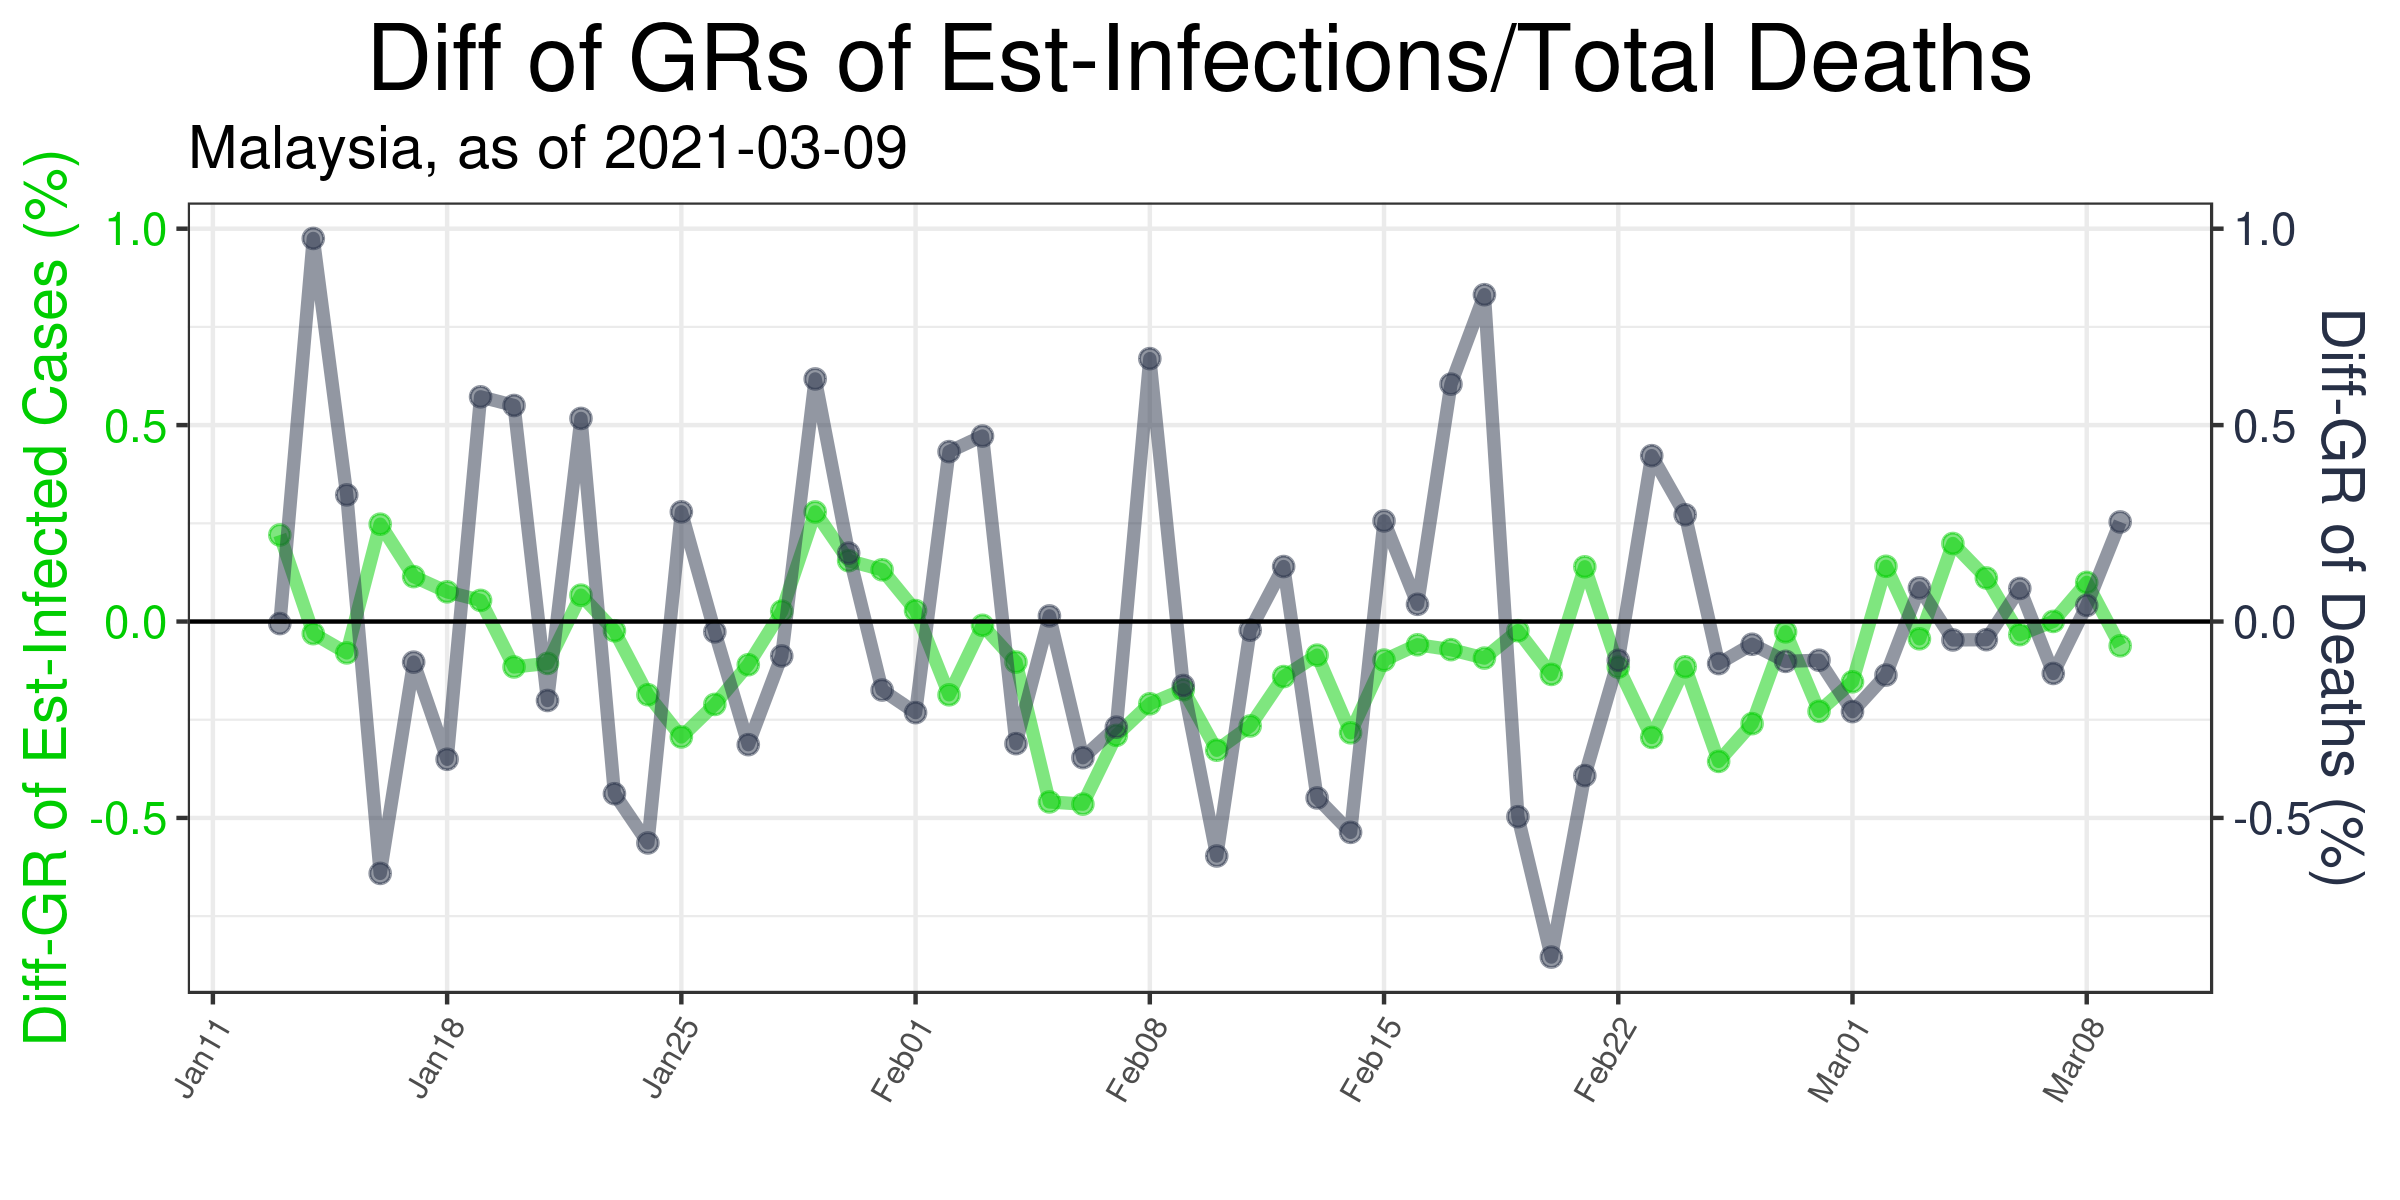 Diff of GRs of Est-Infections/Total Deaths
Malaysia, as of 2021-03-09
Diff-GR of Est-Infected Cases (%)
1.0
0.5
0.0
-0.5
1.0
0.5
0.0
-0.5
Diff-GR of Deaths (%)
Jan11
Jan18
Jan25
Feb01
Feb08
Feb15
Feb22
Mar01
Mar08